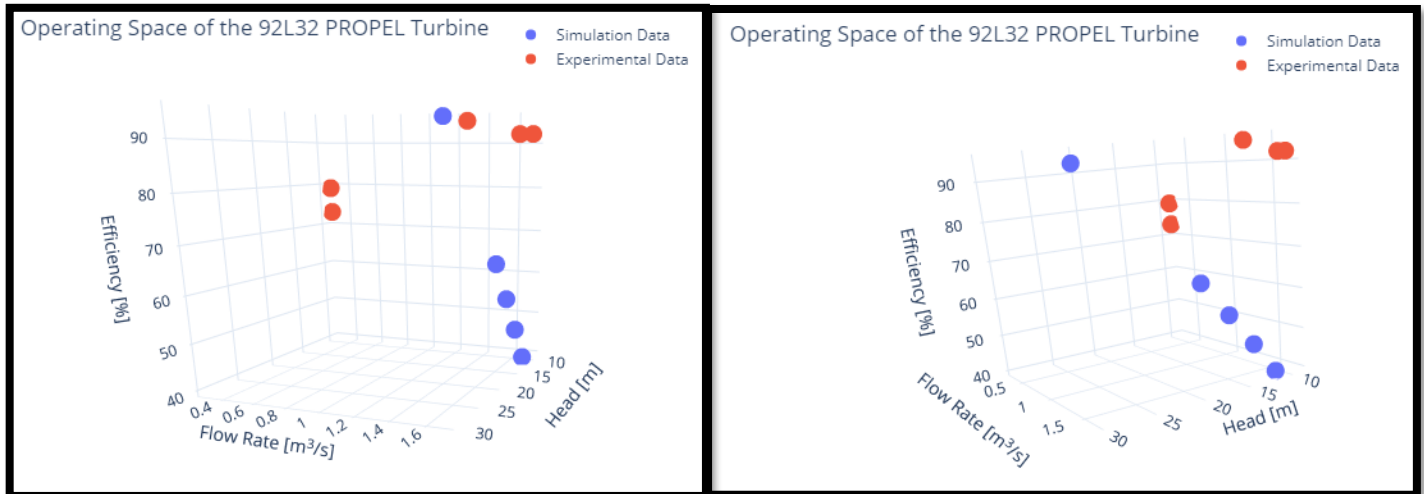 Operating Space of the 92L32 PROPEL Turbine
Simulation Data
Experimental Data
90
80
70
60
50
40
Efficiency [%]
0.4
0.6
0.8
1
1.2
1.4
1.6
Flow Rate [m³/s]
10
15
20
25
30
Head [m]
Operating Space of the 92L32 PROPEL Turbine
Simulation Data
Experimental Data
90
80
70
60
50
40
Efficiency [%]
0.5
1
1.5
Flow Rate [m³/s]
30
25
20
15
10
Head [m]